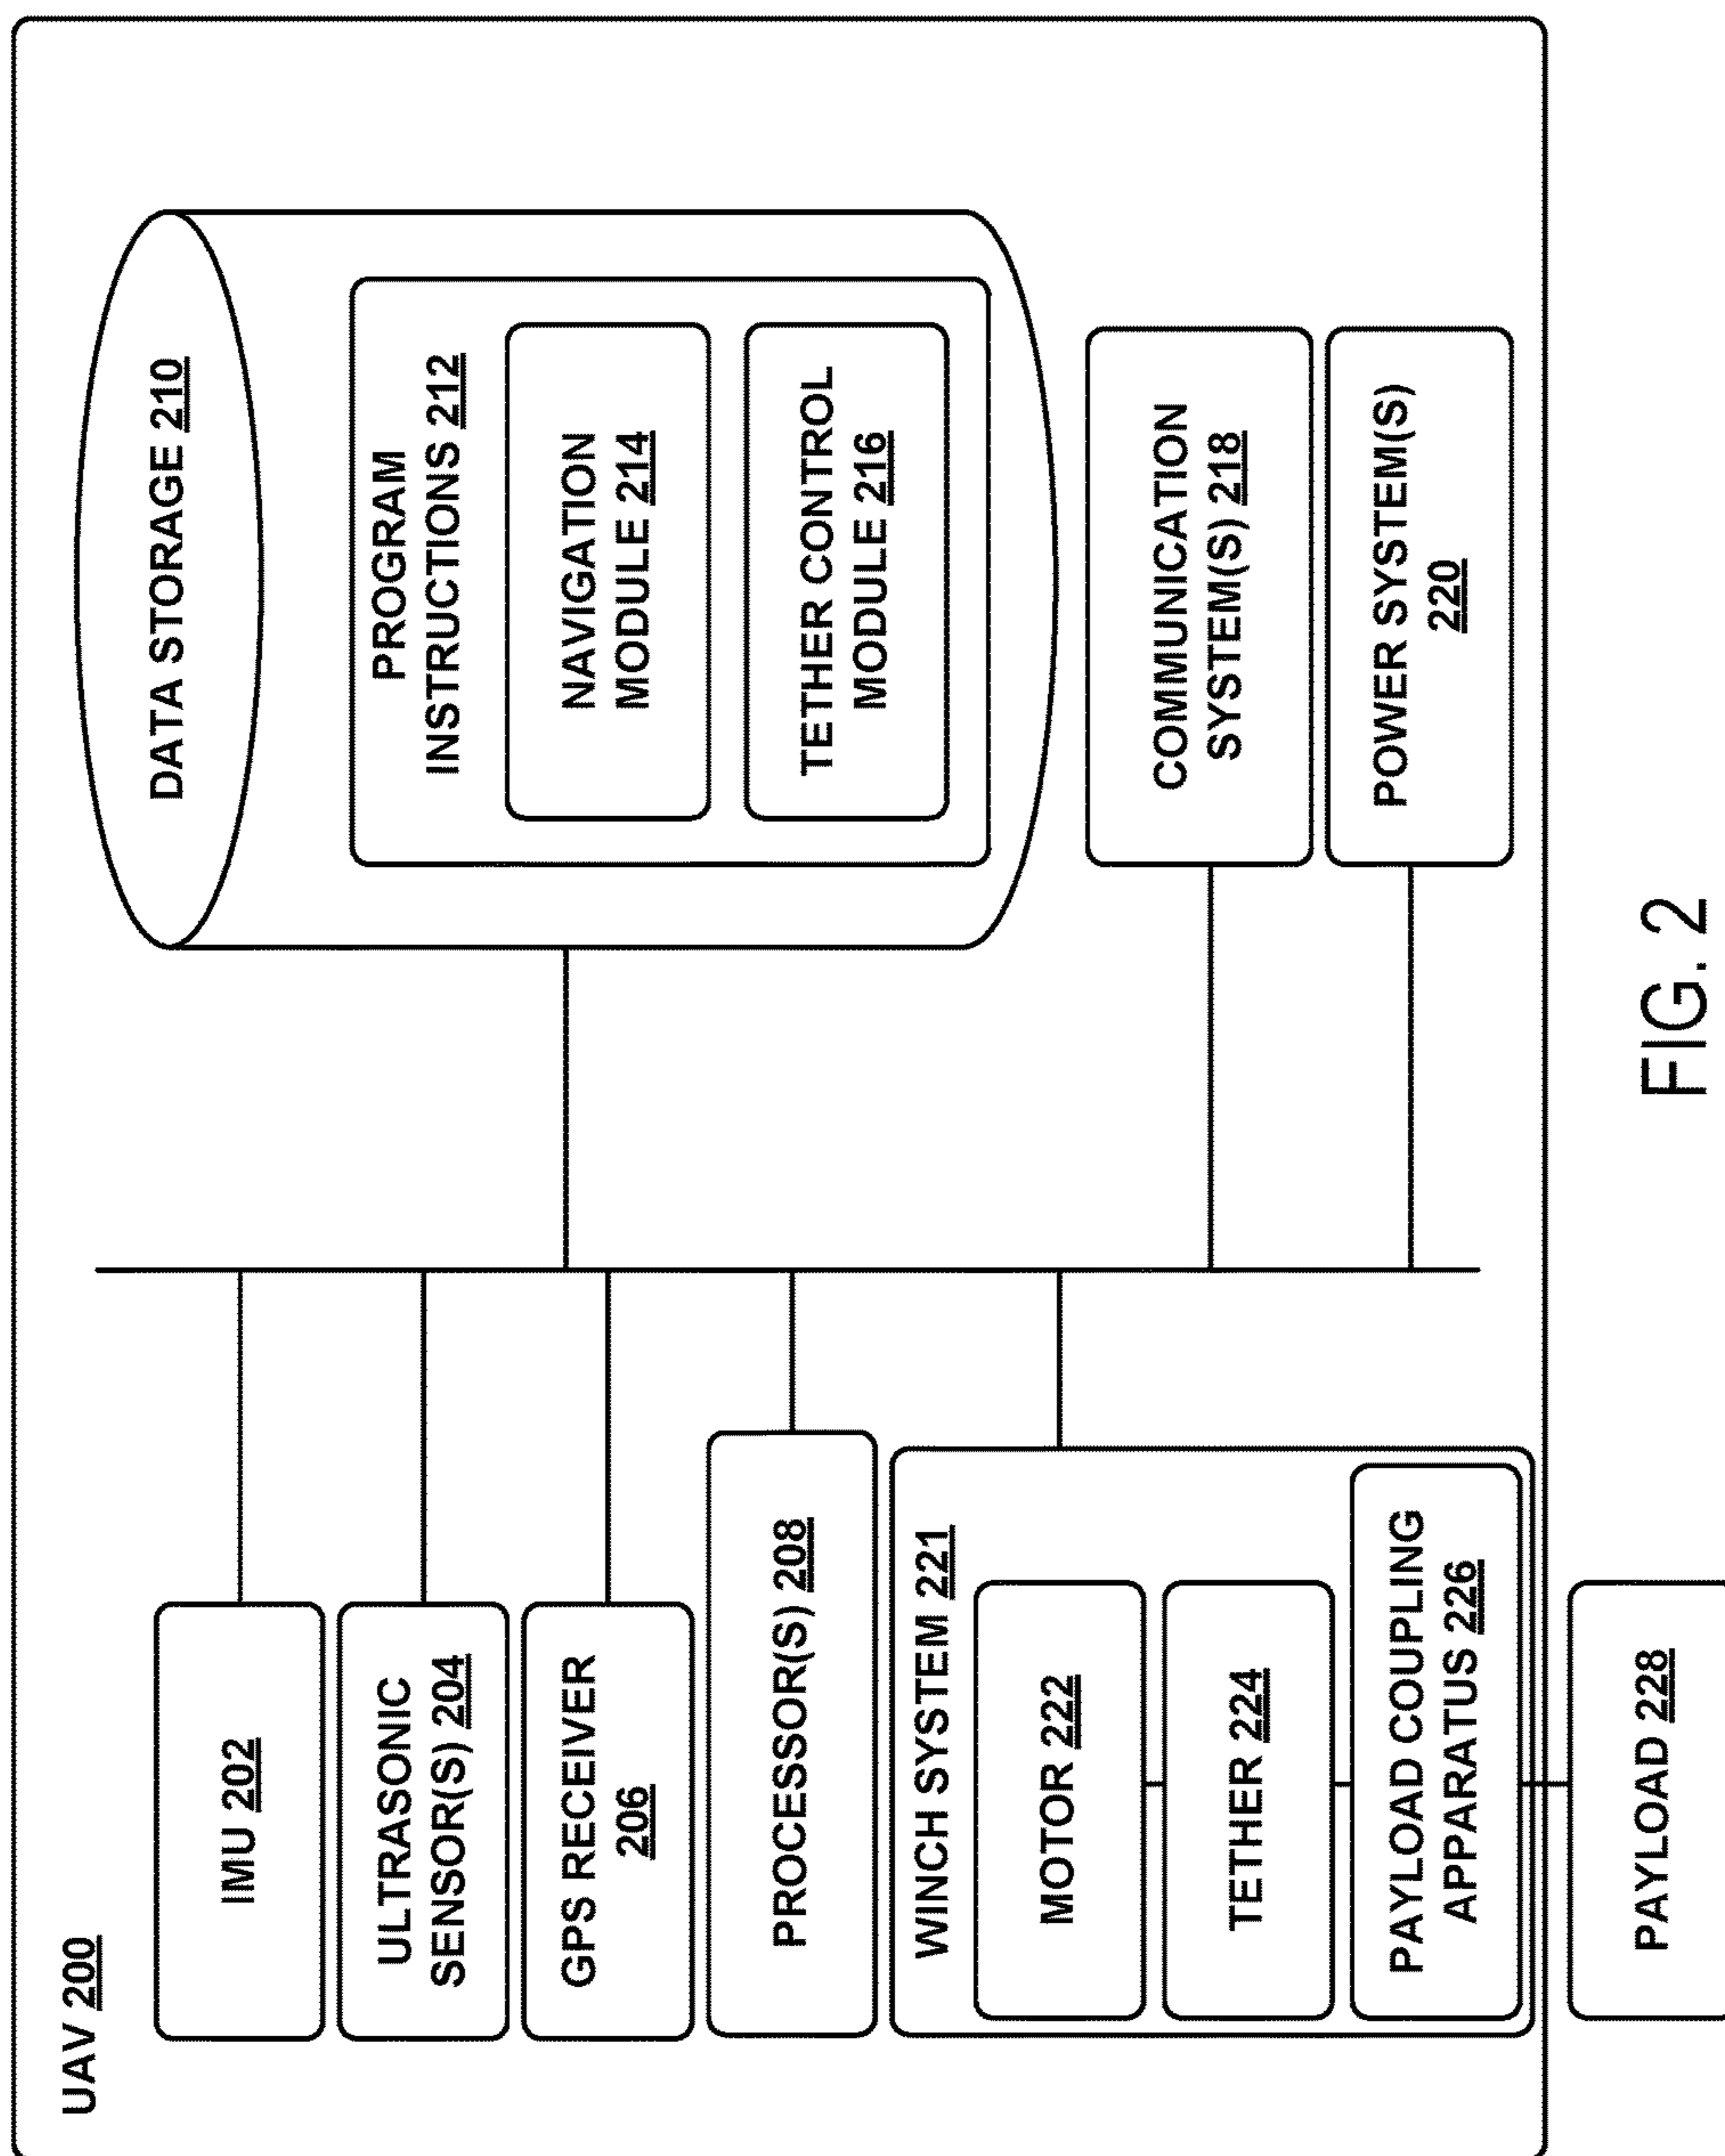 UAV 200
IMU 202
ULTRASONIC
SENSOR(S) 204
GPS RECEIVER
206
PROCESSOR(S) 208
WINCH SYSTEM 221
MOTOR 222
TETHER 224
PAYLOAD COUPLING
APPARATUS 226
PAYLOAD 228
DATA STORAGE 210
PROGRAM
INSTRUCTIONS 212
NAVIGATION
MODULE 214
TETHER CONTROL
MODULE 216
COMMUNICATION
SYSTEM(S) 218
POWER SYSTEM(S)
220
FIG. 2